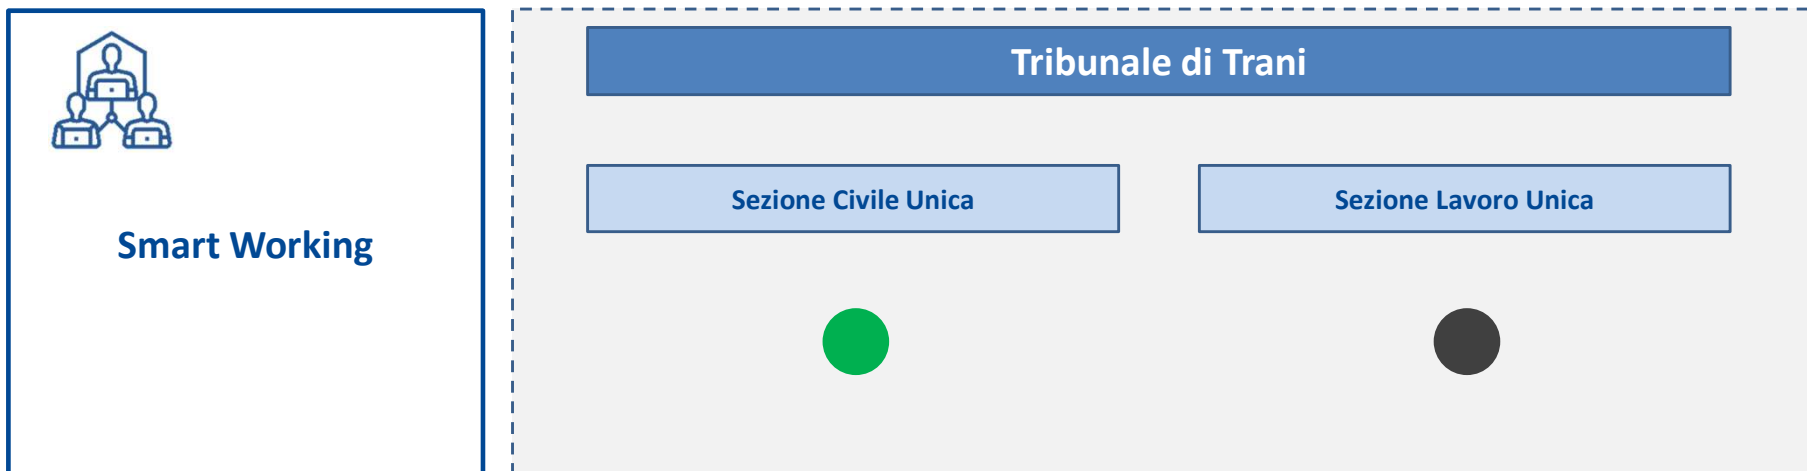 Tribunale di Trani
Sezione Civile Unica
Sezione Lavoro Unica
Smart Working